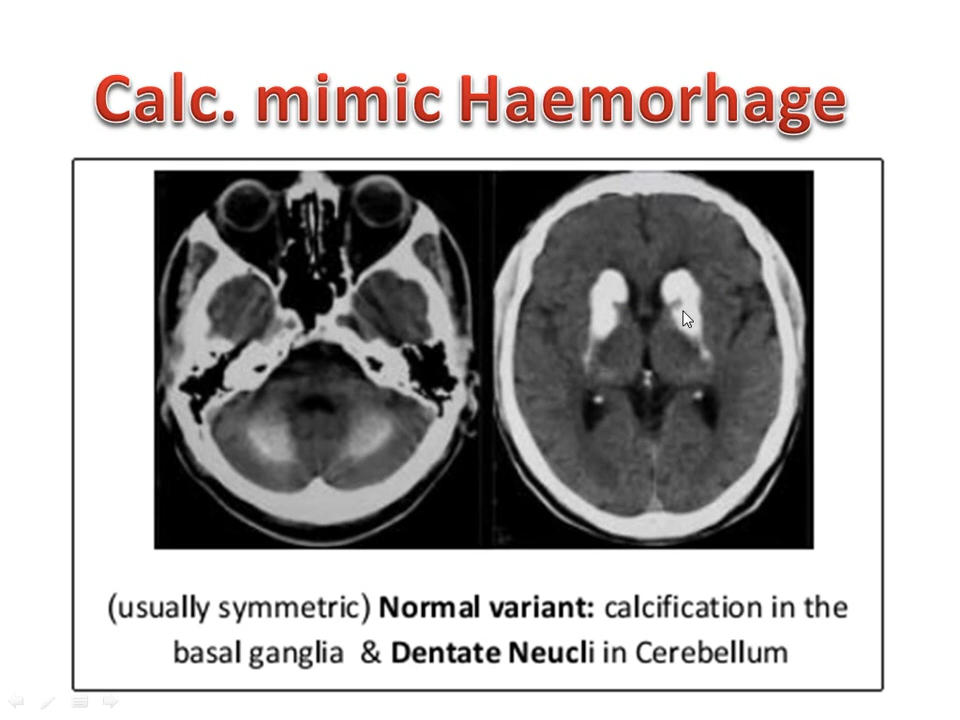 Calc. mimic Haemorhage
(usually symmetric) Normal variant: calcification in the
basal ganglia & Dentate Neucli in Cerebellum